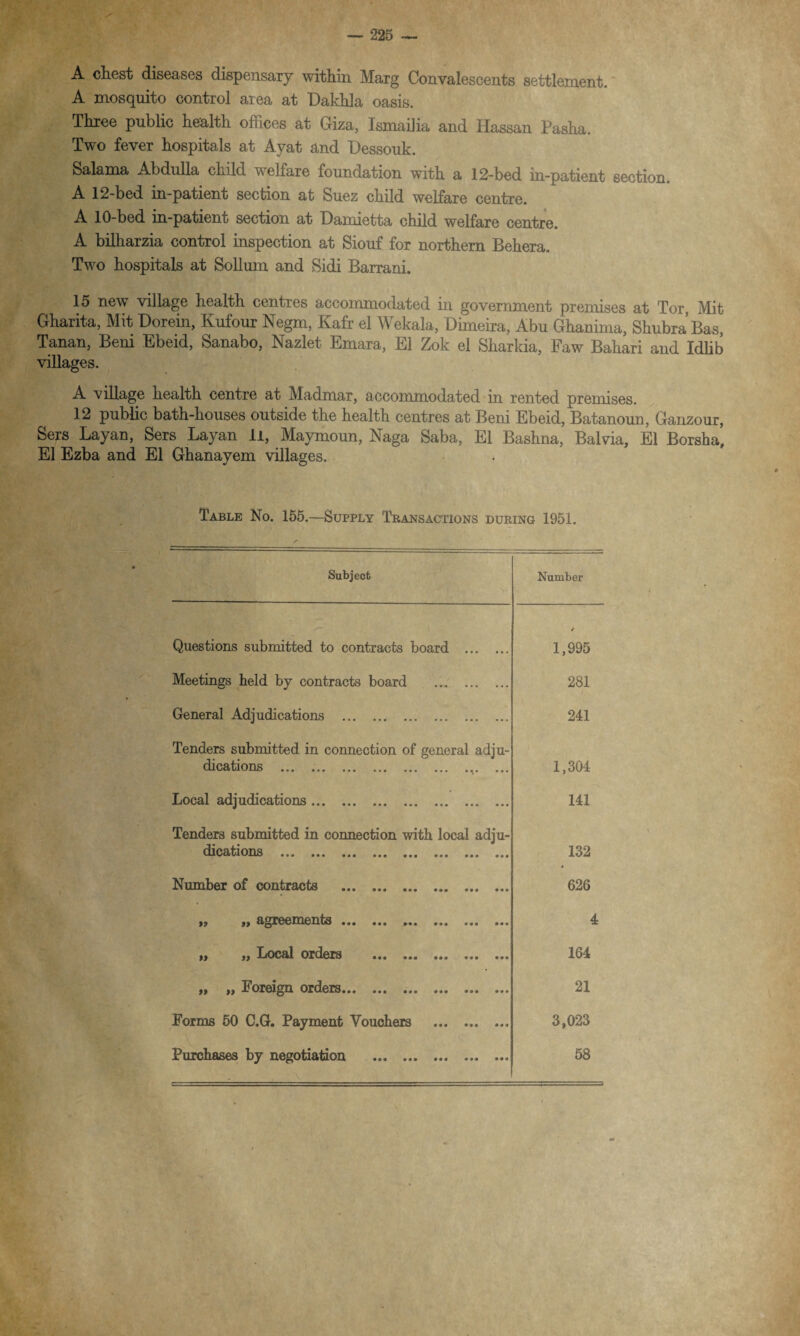 — 225 —
A chest diseases dispensary within Marg Convalescents settlement.
A mosquito control area at Dakhla oasis.
Three public health offices at Giza, Ismailia and Hassan Pasha.
Two fever hospitals at Ayat and Dessouk.
Salama Abdulla child welfare foundation with a 12-bed in-patient section.
A 12-bed in-patient section at Suez child welfare centre.
A 10-bed in-patient section at Damietta child welfare centre.
A bilharzia control inspection at Siouf for northern Behera.
Two hospitals at Sollum and Sidi Barrani.
15 new village health centres accommodated in government premises at Tor, Mit
Gharita, Mit Dorein, Kufour Negm, Kafr el Wekala, Dimeira, Abu Ghanima, Shubra Bas,
Tanan, Beni Ebeid, Sanabo, Nazlet Emara, El Zok el Sharkia, Faw Bahari and Idlib
villages.
A village health centre at Madmar, accommodated in rented premises.
12 public bath-houses outside the health centres at Beni Ebeid, Batanoun, Ganzour,
Sers Layan, Sers Layan 11, Maymoun, Naga Saba, El Bashna, Balvia, El Borsha,
El Ezba and El Ghanayem villages.
Table No. 155.—Supply Transactions during 1951.
Subject Number
Questions submitted to contracts board ... ... 1,995
Meetings held by contracts board ... ... ... 281
General Adjudications ... ... ... ... ... ... 241
Tenders submitted in connection of general adju-
dications ... ... ... ... ... ... ... ... 1,304
Local adjudications ... ... ... ... ... ... ... 141
Tenders submitted in connection with local adju-
dications ... ... ... ... ... ... ... ... 132
Number of contracts ... ... ... ... ... ... 626
„ „ agreements ... ... ... ... ... ... 4
„ „ Local orders ... ... ... ... ... 164
„ „ Foreign orders... ... ... ... ... ... 21
Forms 50 C.G. Payment Vouchers ... ... ... 3,023
Purchases by negotiation ... ... ... ... ... 58